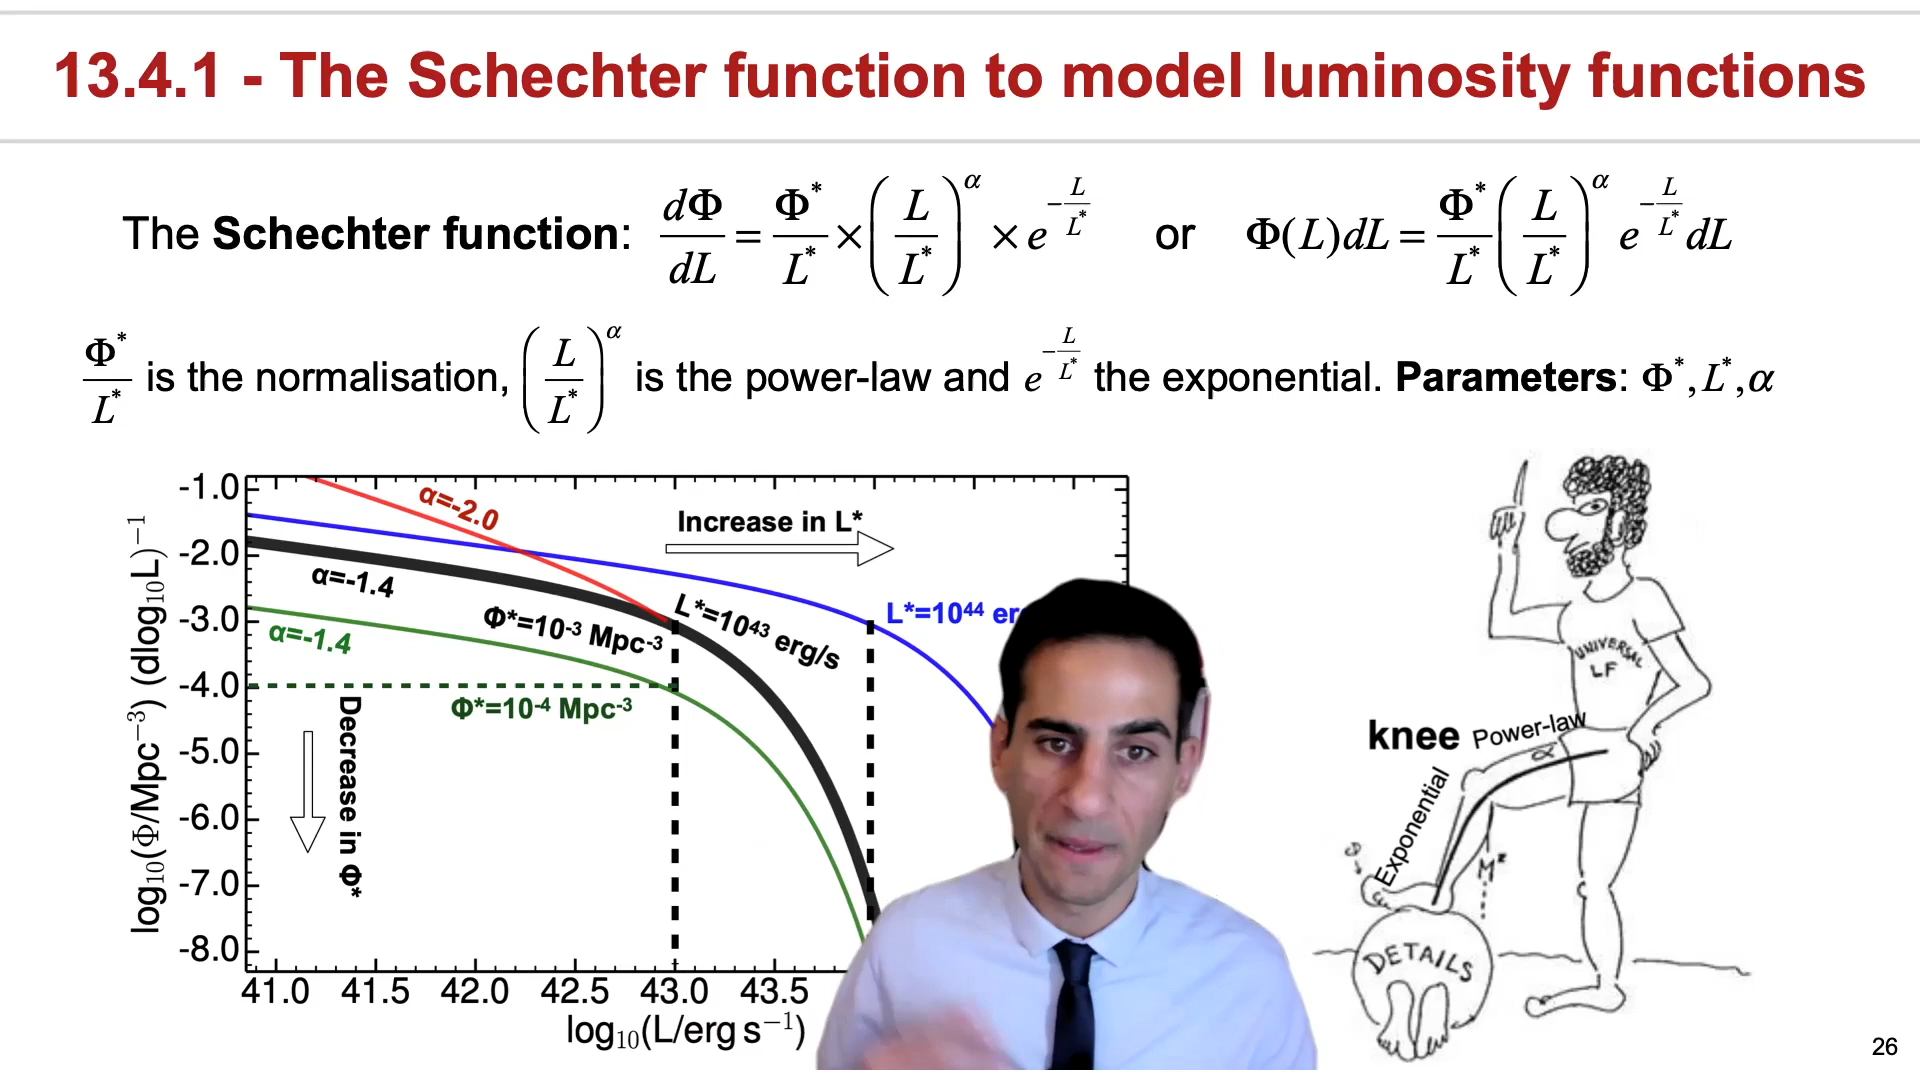 13.4.1 - The Schechter function to model luminosity functions
The Schechter function: dΦ/dL = Φ*/L* × (L/L*)^α × e^(-L/L*) or Φ(L)dL = Φ*/L* (L/L*)^α e^(-L/L*) dL
Φ*/L* is the normalisation, (L/L*)^α is the power-law and e^(-L/L*) the exponential. Parameters: Φ*, L*, α
log₁₀(Φ/Mpc⁻³) (dlog₁₀L)⁻¹
-1.0
-2.0
-3.0
-4.0
-5.0
-6.0
-7.0
-8.0
α=-2.0
Increase in L*
α=-1.4
Φ*=10⁻³ Mpc⁻³
L*=10⁴³ erg/s
L*=10⁴⁴ er
α=-1.4
Φ*=10⁻⁴ Mpc⁻³
Decrease in Φ*
41.0 41.5 42.0 42.5 43.0 43.5
log₁₀(L/erg s⁻¹)
UNIVERSAL
LF
knee Power-law
α
Exponential
M*
DETAILS
26